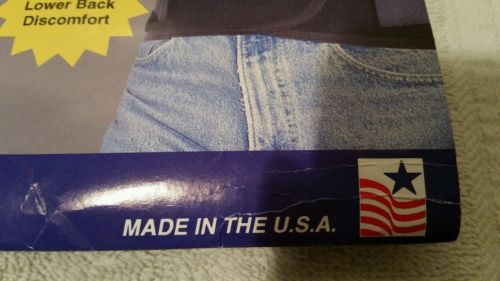 Lower Back
Discomfort
MADE IN THE U.S.A.